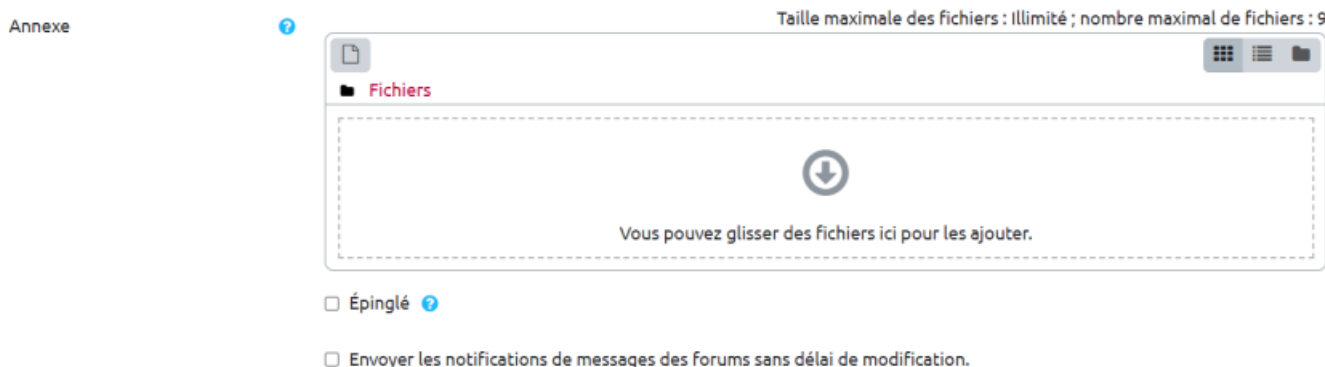 Taille maximale des fichiers : Illimité ; nombre maximal de fichiers : 9
Annexe
Fichiers
Vous pouvez glisser des fichiers ici pour les ajouter.
Épinglé
Envoyer les notifications de messages des forums sans délai de modification.